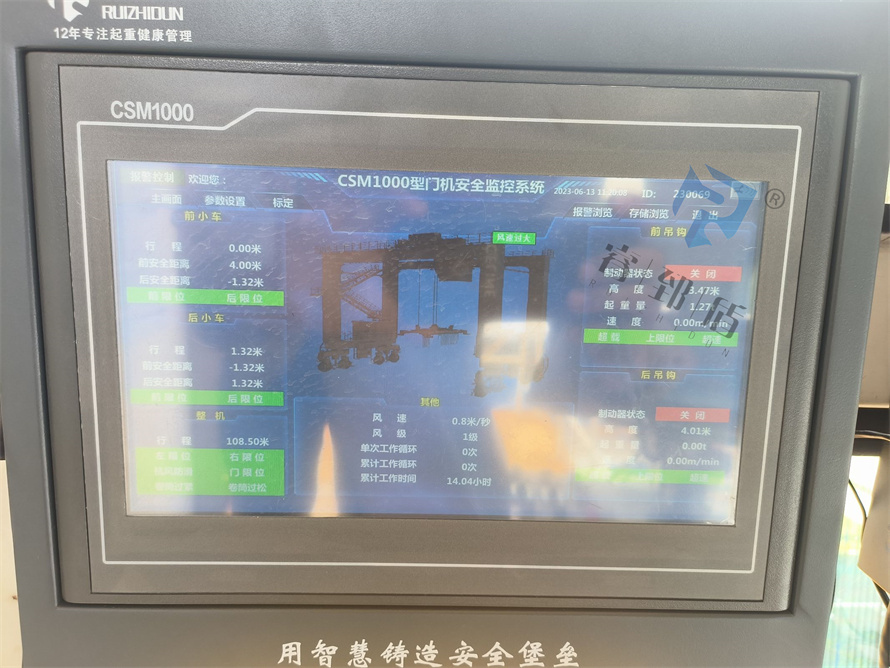 RUIZHIDUN
12年专注起重健康管理
CSM1000
报警控制 欢迎您:
CSM1000型门机安全监控系统
2023-06-13
ID: 230069
主画面 参数设置 标定
报警浏览 存储浏览 退出
前小车
行 程 0.00米
前安全距离 4.00米
后安全距离 -1.32米
前限位 后限位
后小车
行 程 1.32米
前安全距离 -1.32米
后安全距离 1.32米
前限位 后限位
整 机
行 程 108.50米
右限位
门限位
卷筒过松
风速过大
其他
风 速 0.8米/秒
风 级 1级
单次工作循环 0次
累计工作循环 0次
累计工作时间 14.04小时
前吊钩
制动器状态 关闭
高 度 3.47米
起重量 1.27t
速 度 0.00m/min
超载 上限位 超速
后吊钩
制动器状态 关闭
高 度 4.01米
起重量 0.00t
0.00m/min
上限位 超速
睿郅盾
®
用智慧铸造安全堡垒